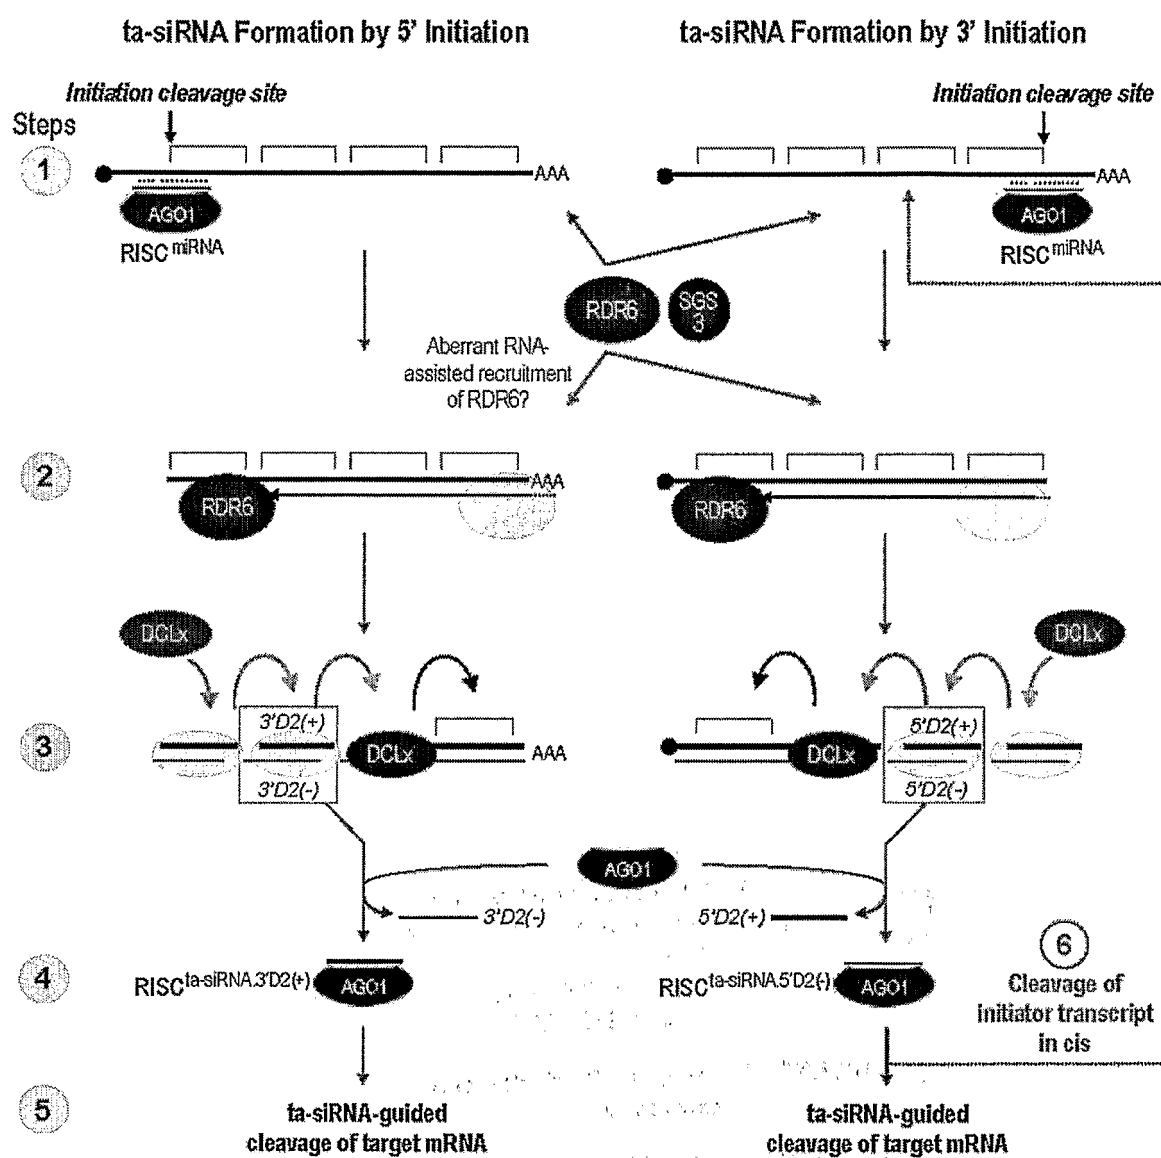 ta-siRNA Formation by 5' Initiation
ta-siRNA Formation by 3' Initiation
Initiation cleavage site
Initiation cleavage site
Steps
1
AAA
AAA
AGO1
AGO1
RISC miRNA
RISC miRNA
RDR6
SGS
3
Aberrant RNA-
assisted recruitment
of RDR6?
2
AAA
RDR6
RDR6
DCLx
DCLx
3'D2(+)
5'D2(+)
3
DCLx
AAA
DCLx
3'D2(-)
5'D2(-)
AGO1
3'D2(-)
5'D2(+)
6
4
RISC ta-siRNA.3'D2(+)
AGO1
RISC ta-siRNA.5'D2(-)
AGO1
Cleavage of
initiator transcript
in cis
5
ta-siRNA-guided
cleavage of target mRNA
ta-siRNA-guided
cleavage of target mRNA